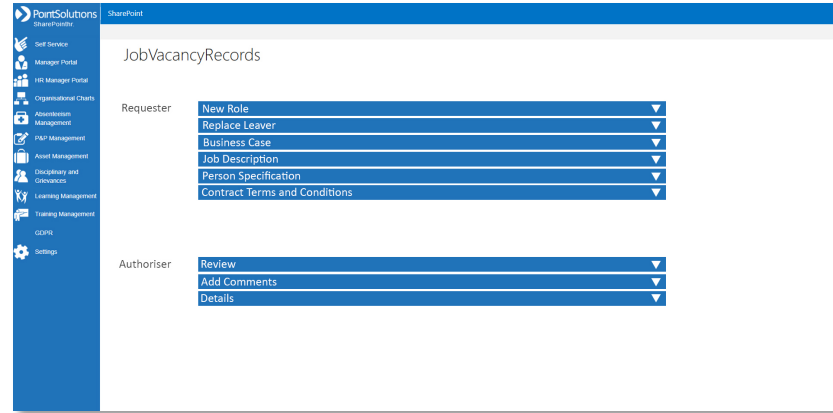 PointSolutions
SharePointhr.
SharePoint
Self Service
Manager Portal
HR Manager Portal
Organisational Charts
Absenteeism
Management
P&P Management
Asset Management
Disciplinary and
Grievances
Learning Management
Training Management
GDPR
Settings
JobVacancyRecords
Requester
New Role
Replace Leaver
Business Case
Job Description
Person Specification
Contract Terms and Conditions
Authoriser
Review
Add Comments
Details